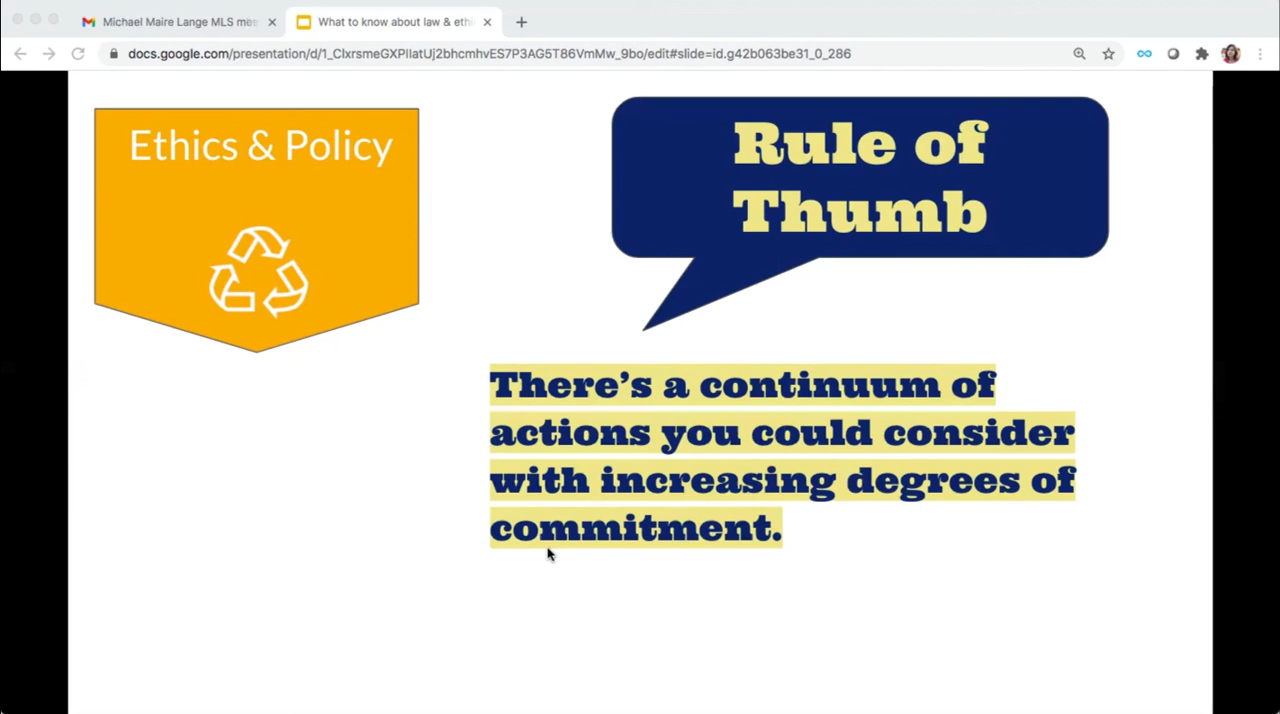 Michael Maire Lange MLS me
What to know about law & ethi
docs.google.com/presentation/d/1_CIxrsmeGXPIIatUj2bhcmhvES7P3AG5T86VmMw_9bo/edit#slide=id.g42b063be31_0_286
Ethics & Policy
Rule of
Thumb
There's a continuum of
actions you could consider
with increasing degrees of
commitment.